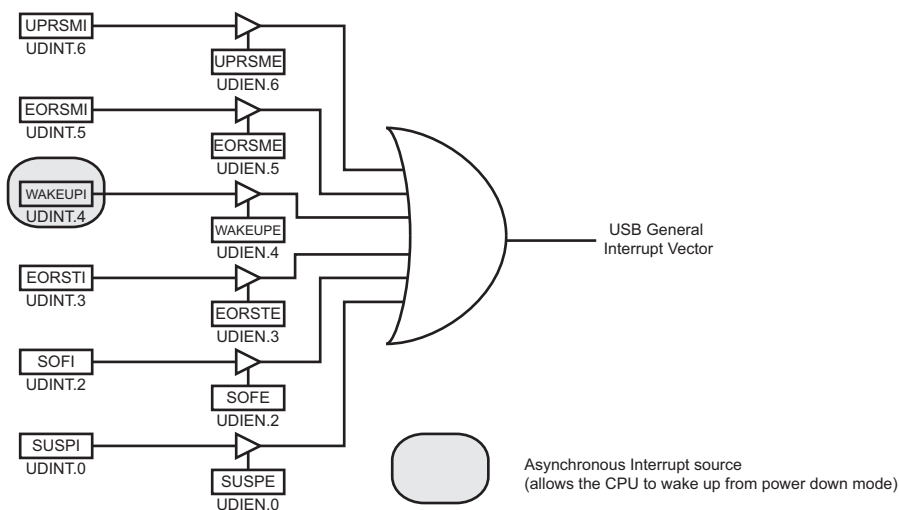 UPRSMI
UDINT.6
UPRSME
UDIEN.6
EORSMI
UDINT.5
EORSME
UDIEN.5
WAKEUPI
UDINT.4
WAKEUPE
UDIEN.4
EORSTI
UDINT.3
EORSTE
UDIEN.3
SOFI
UDINT.2
SOFE
UDIEN.2
SUSPI
UDINT.0
SUSPE
UDIEN.0
USB General
Interrupt Vector
Asynchronous Interrupt source
(allows the CPU to wake up from power down mode)